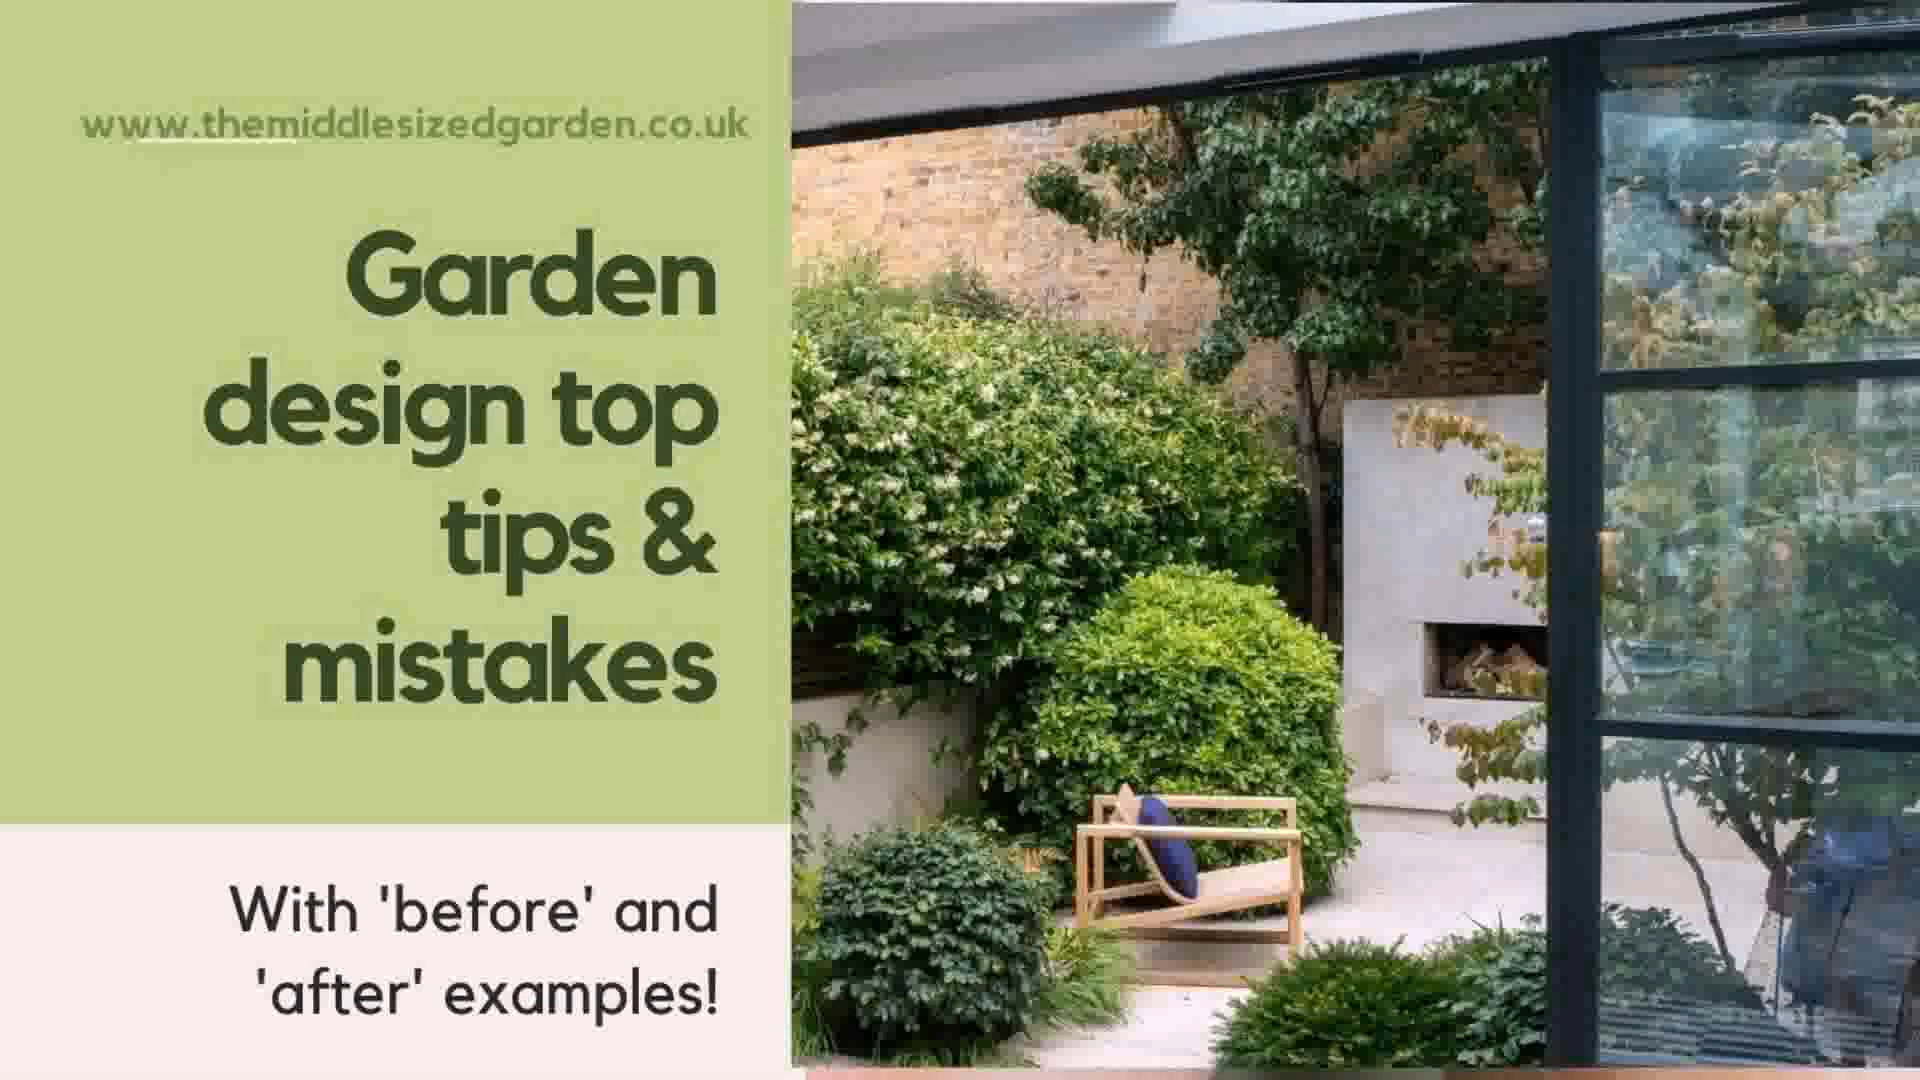 www.themiddlesizedgarden.co.uk
Garden
design top
tips &
mistakes
With 'before' and
'after' examples!